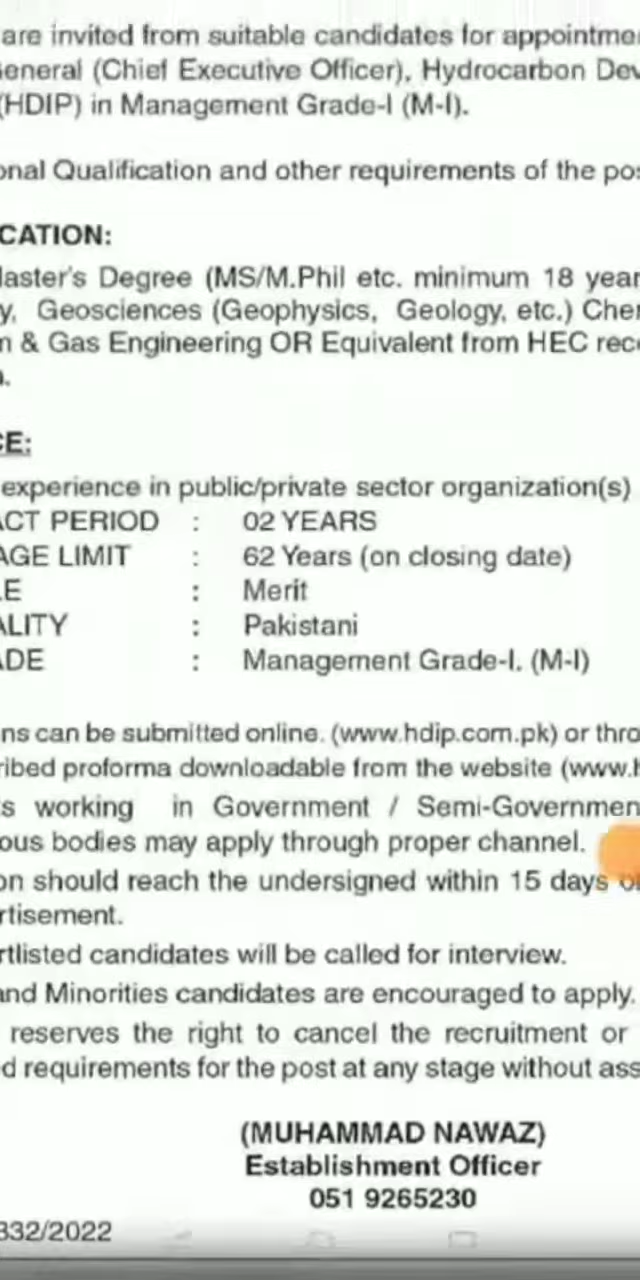 are invited from suitable candidates for appointme
eneral (Chief Executive Officer), Hydrocarbon Dev
(HDIP) in Management Grade-I (M-I).
onal Qualification and other requirements of the pos
CATION:
laster's Degree (MS/M.Phil etc. minimum 18 year
y, Geosciences (Geophysics, Geology, etc.) Cher
n & Gas Engineering OR Equivalent from HEC reco
CE:
experience in public/private sector organization(s)
ACT PERIOD : 02 YEARS
AGE LIMIT : 62 Years (on closing date)
LE : Merit
ALITY : Pakistani
ADE : Management Grade-I, (M-I)
ns can be submitted online. (www.hdip.com.pk) or thro
ribed proforma downloadable from the website (www.h
s working in Government / Semi-Governmen
ous bodies may apply through proper channel.
on should reach the undersigned within 15 days of
rtisement.
rtlisted candidates will be called for interview.
and Minorities candidates are encouraged to apply.
reserves the right to cancel the recruitment or
d requirements for the post at any stage without ass
(MUHAMMAD NAWAZ)
Establishment Officer
051 9265230
332/2022